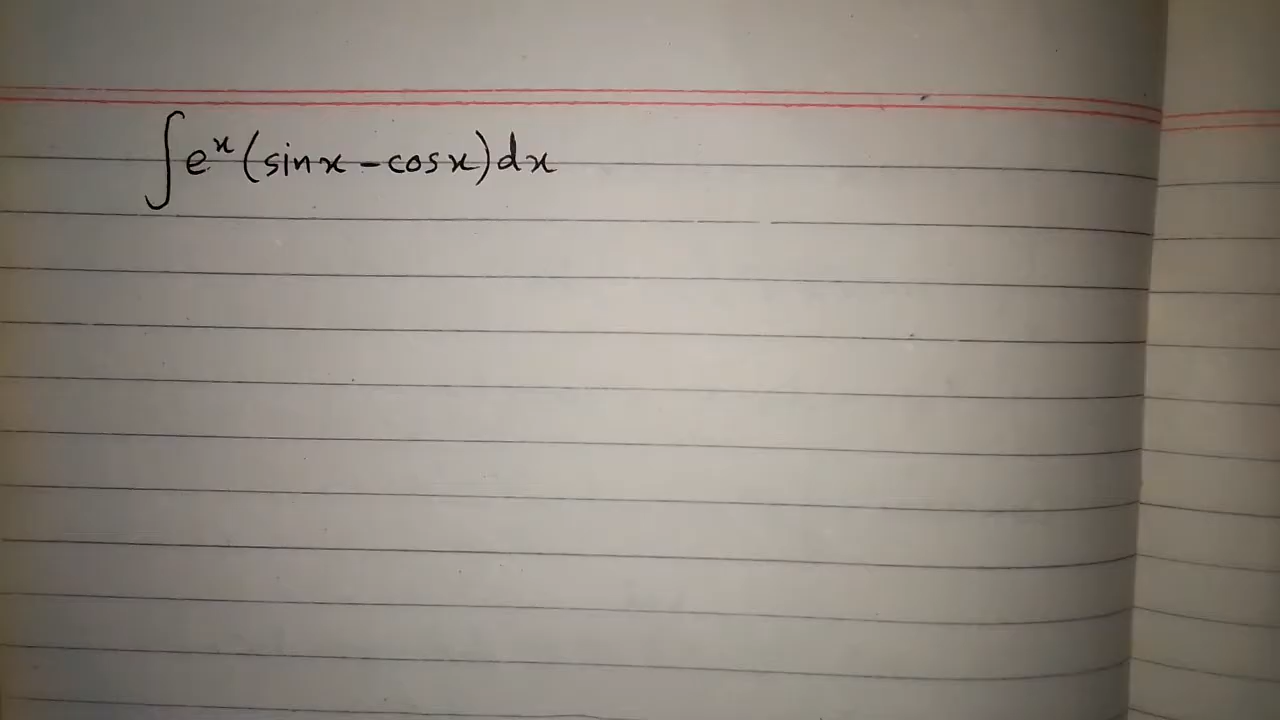 ∫eˣ(sinx - cosx)dx